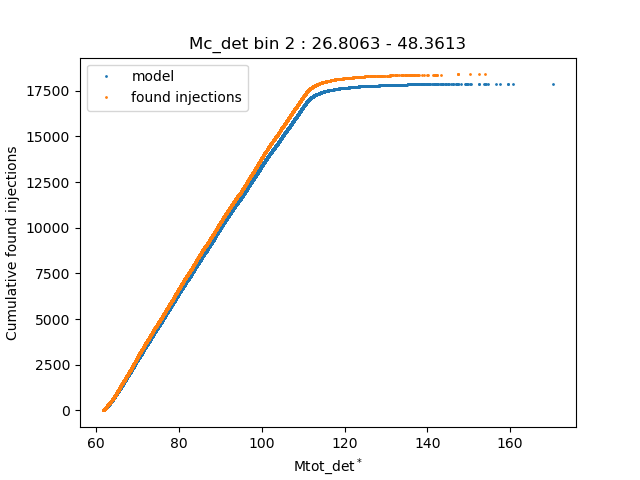 Mc_det bin 2 : 26.8063 - 48.3613
model
found injections
17500
15000
12500
10000
7500
5000
2500
0
Cumulative found injections
60 80 100 120 140 160
Mtot_det*